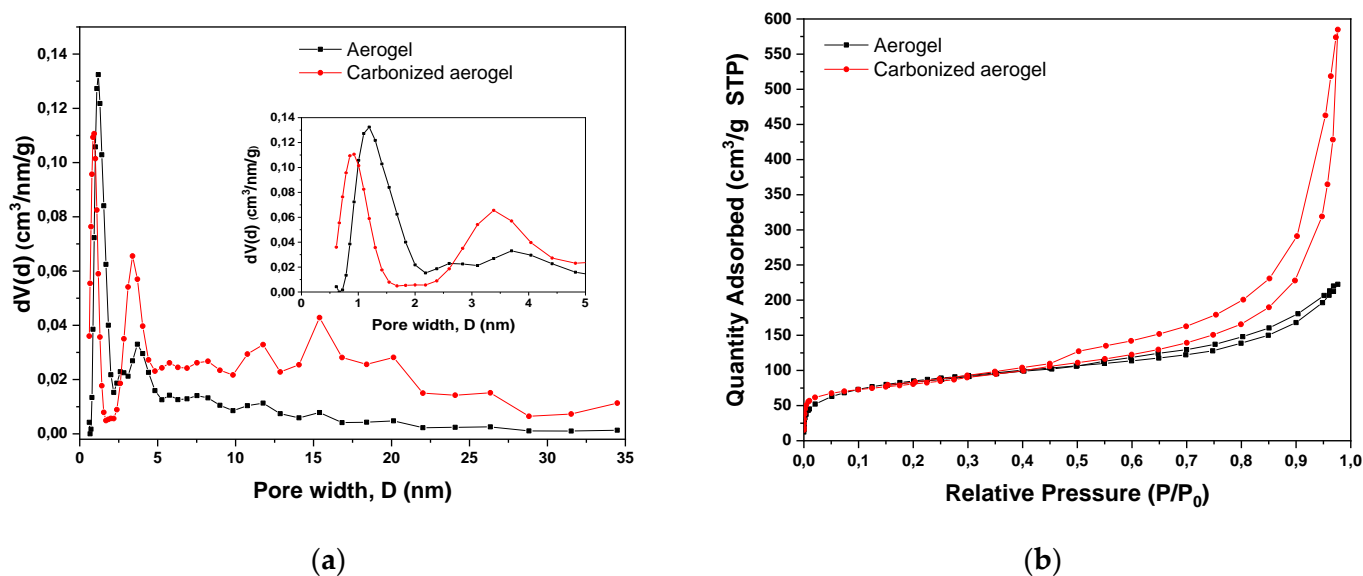 0,14
0,12
0,10
0,08
0,06
0,04
0,02
0,00
dV(d) (cm³/nm/g)
Aerogel
Carbonized aerogel
0,14
0,12
0,10
0,08
0,06
0,04
0,02
0,00
dV(d) (cm³/nm/g)
0 1 2 3 4 5
Pore width, D (nm)
0 5 10 15 20 25 30 35
Pore width, D (nm)
(a)
600
550
500
450
400
350
300
250
200
150
100
50
0
Quantity Adsorbed (cm³/g STP)
Aerogel
Carbonized aerogel
0,0 0,1 0,2 0,3 0,4 0,5 0,6 0,7 0,8 0,9 1,0
Relative Pressure (P/P₀)
(b)